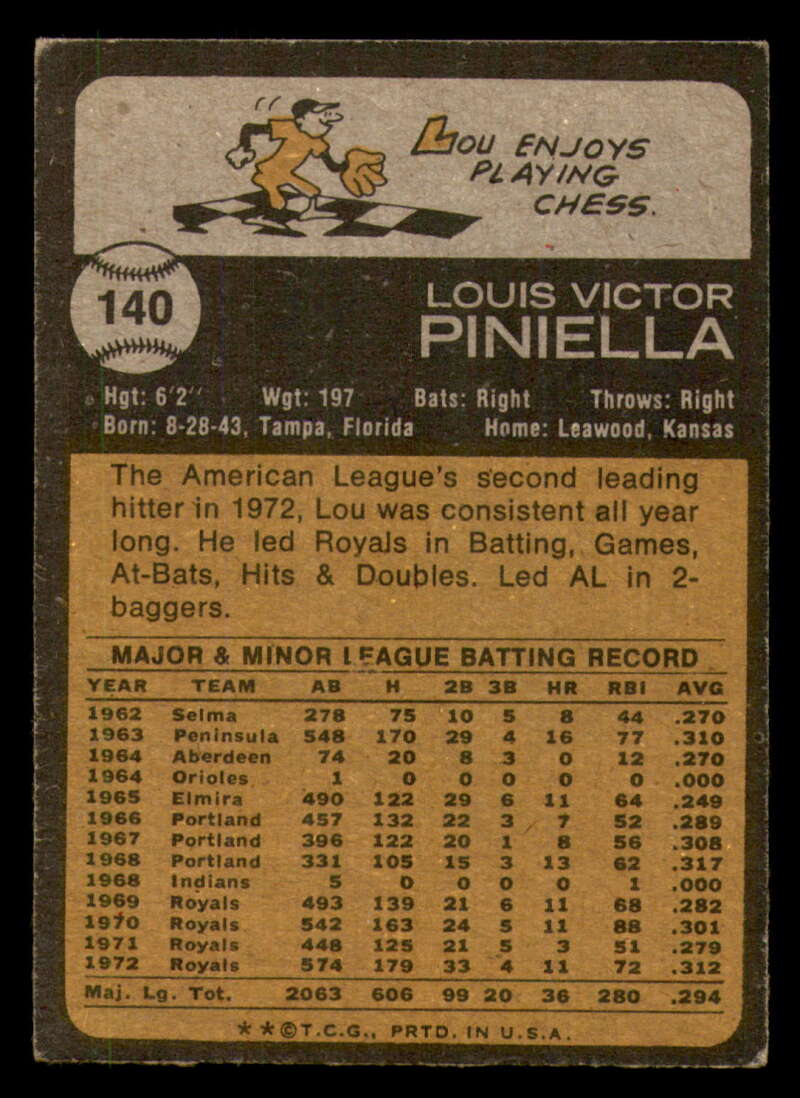 LOU ENJOYS
PLAYING
CHESS.
140
LOUIS VICTOR
PINIELLA
Hgt: 6'2" Wgt: 197 Bats: Right Throws: Right
Born: 8-28-43, Tampa, Florida Home: Leawood, Kansas
The American League's second leading
hitter in 1972, Lou was consistent all year
long. He led Royals in Batting, Games,
At-Bats, Hits & Doubles. Led AL in 2-
baggers.
MAJOR & MINOR LEAGUE BATTING RECORD
YEAR TEAM AB H 2B 3B HR RBI AVG
1962 Selma 278 75 10 5 8 44 .270
1963 Peninsula 548 170 29 4 16 77 .310
1964 Aberdeen 74 20 8 3 0 12 .270
1964 Orioles 1 0 0 0 0 0 .000
1965 Elmira 490 122 29 6 11 64 .249
1966 Portland 457 132 22 3 7 52 .289
1967 Portland 396 122 20 1 8 56 .308
1968 Portland 331 105 15 3 13 62 .317
1968 Indians 5 0 0 0 0 1 .000
1969 Royals 493 139 21 6 11 68 .282
1970 Royals 542 163 24 5 11 88 .301
1971 Royals 448 125 21 5 3 51 .279
1972 Royals 574 179 33 4 11 72 .312
Maj. Lg. Tot. 2063 606 99 20 36 280 .294
**©T.C.G., PRTD. IN U.S.A.